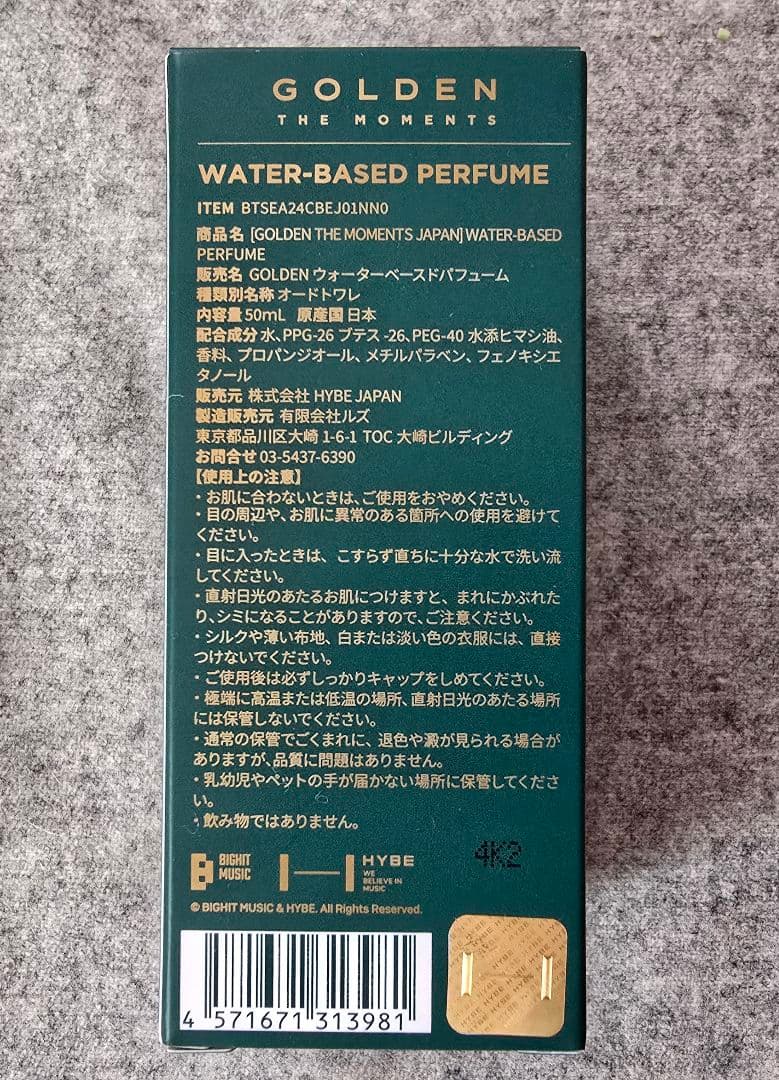 GOLDEN
THE MOMENTS
WATER-BASED PERFUME
ITEM BTSEA24CBEJ01NN0
商品名 [GOLDEN THE MOMENTS JAPAN] WATER-BASED
PERFUME
販売名 GOLDEN ウォーターベースドパフューム
種類別名称 オードトワレ
内容量 50mL 原産国 日本
配合成分 水、PPG-26 ブテス -26、PEG-40 水添ヒマシ油、
香料、プロパンジオール、メチルパラベン、フェノキシエ
タノール
販売元 株式会社 HYBE JAPAN
製造販売元 有限会社ルズ
東京都品川区大崎 1-6-1 TOC 大崎ビルディング
お問合せ 03-5437-6390
【使用上の注意】
・お肌に合わないときは、ご使用をおやめください。
・目の周辺や、お肌に異常のある箇所への使用を避けて
ください。
・目に入ったときは、こすらず直ちに十分な水で洗い流
してください。
・直射日光のあたるお肌につけますと、まれにかぶれた
り、シミになることがありますので、ご注意ください。
・シルクや薄い布地、白または淡い色の衣服には、直接
つけないでください。
・ご使用後は必ずしっかりキャップをしめてください。
・極端に高温または低温の場所、直射日光のあたる場所
には保管しないでください。
・通常の保管でごくまれに、退色や澱が見られる場合が
ありますが、品質に問題はありません。
・乳幼児やペットの手が届かない場所に保管してくださ
い。
・飲み物ではありません。
4K2
BIGHIT
MUSIC
HYBE
WE
BELIEVE IN
MUSIC
© BIGHIT MUSIC & HYBE. All Rights Reserved.
4 571671 313981
HYBE HYBE HYBE